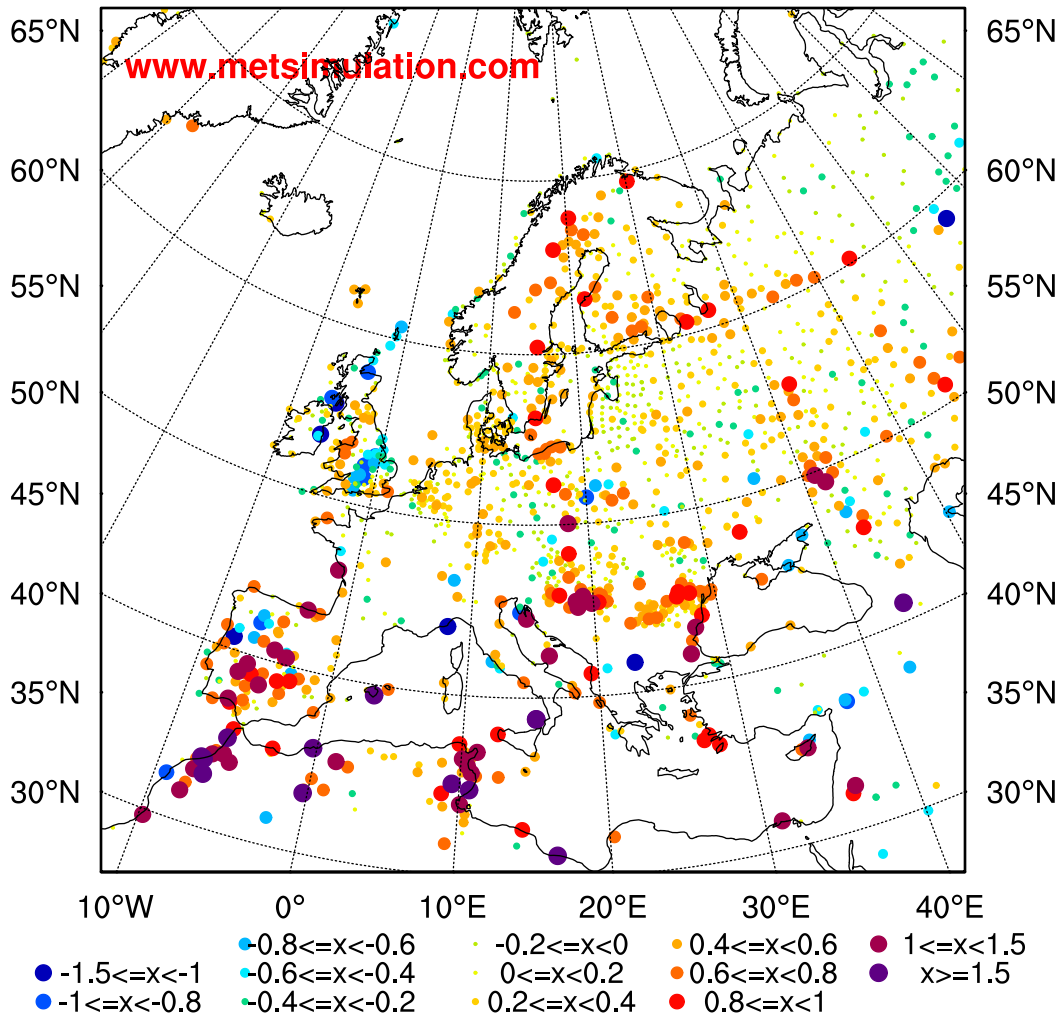 65°N 65°N
www.metsimulation.com
60°N 60°N
55°N 55°N
50°N 50°N
45°N 45°N
40°N 40°N
35°N 35°N
30°N 30°N
10°W 0° 10°E 20°E 30°E 40°E
-0.8<=x<-0.6 -0.2<=x<0 0.4<=x<0.6 1<=x<1.5
-1.5<=x<-1 -0.6<=x<-0.4 0<=x<0.2 0.6<=x<0.8 x>=1.5
-1<=x<-0.8 -0.4<=x<-0.2 0.2<=x<0.4 0.8<=x<1